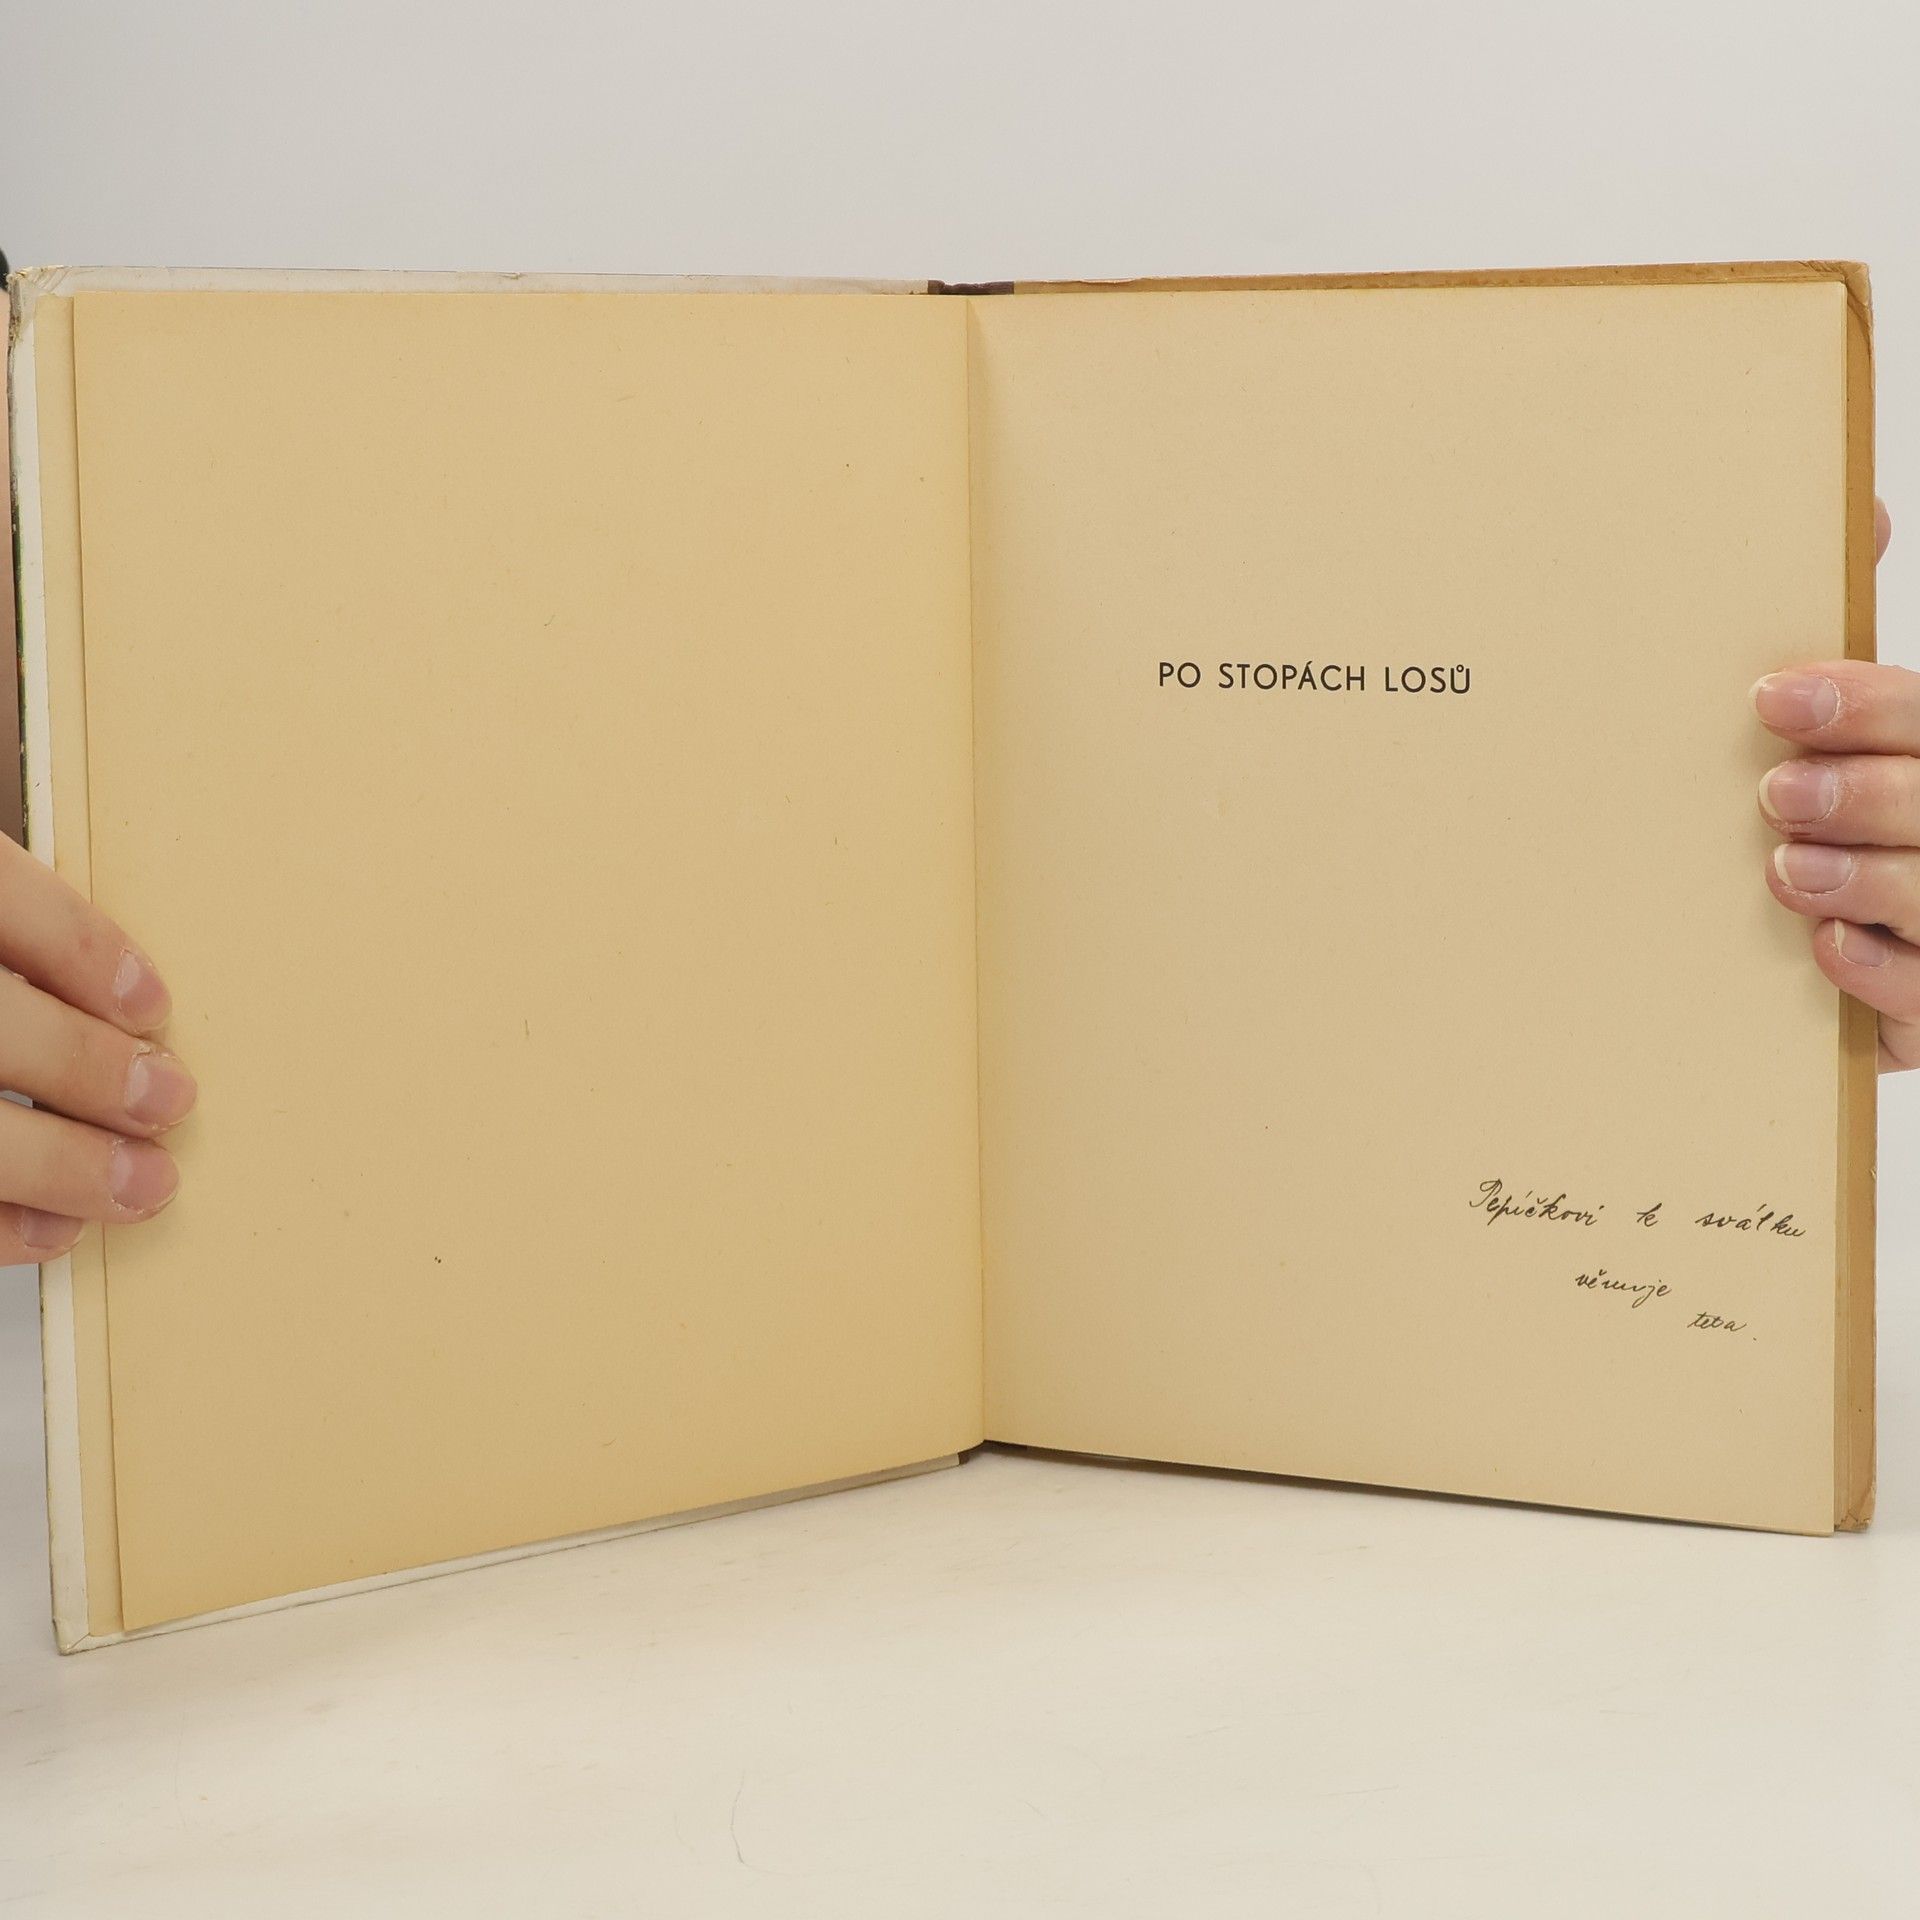 PO STOPÁCH LOSŮ
Pepíčkovi k svátku
věnuje
teta.